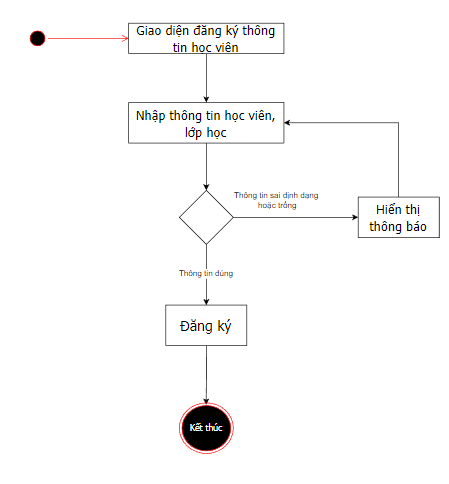 Giao diện đăng ký thông
tin học viên
Nhập thông tin học viên,
lớp học
Thông tin sai định dạng
hoặc trống
Hiển thị
thông báo
Thông tin đúng
Đăng ký
Kết thúc